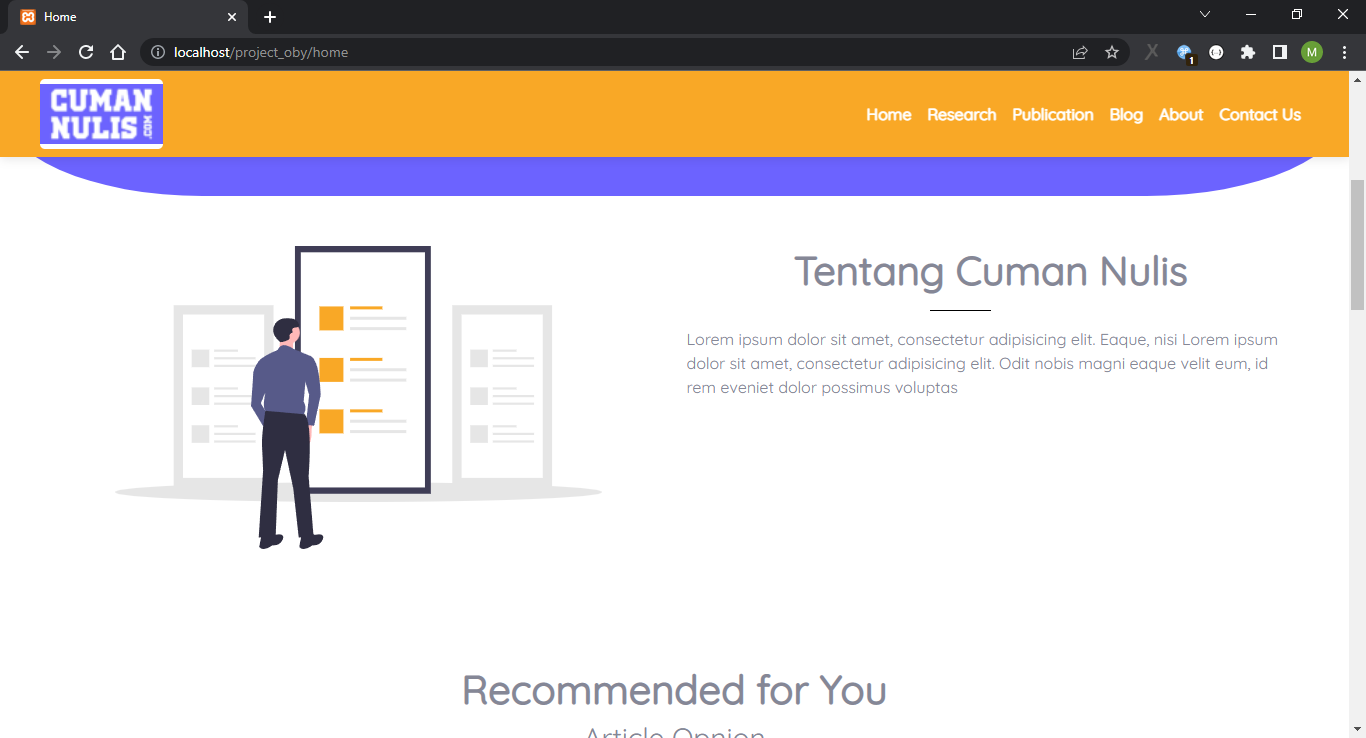 Home
localhost/project_oby/home
M
1
CUMAN
NULIS
.COM
Home Research Publication Blog About Contact Us
Tentang Cuman Nulis
Lorem ipsum dolor sit amet, consectetur adipisicing elit. Eaque, nisi Lorem ipsum
dolor sit amet, consectetur adipisicing elit. Odit nobis magni eaque velit eum, id
rem eveniet dolor possimus voluptas
Recommended for You
Article Opnion